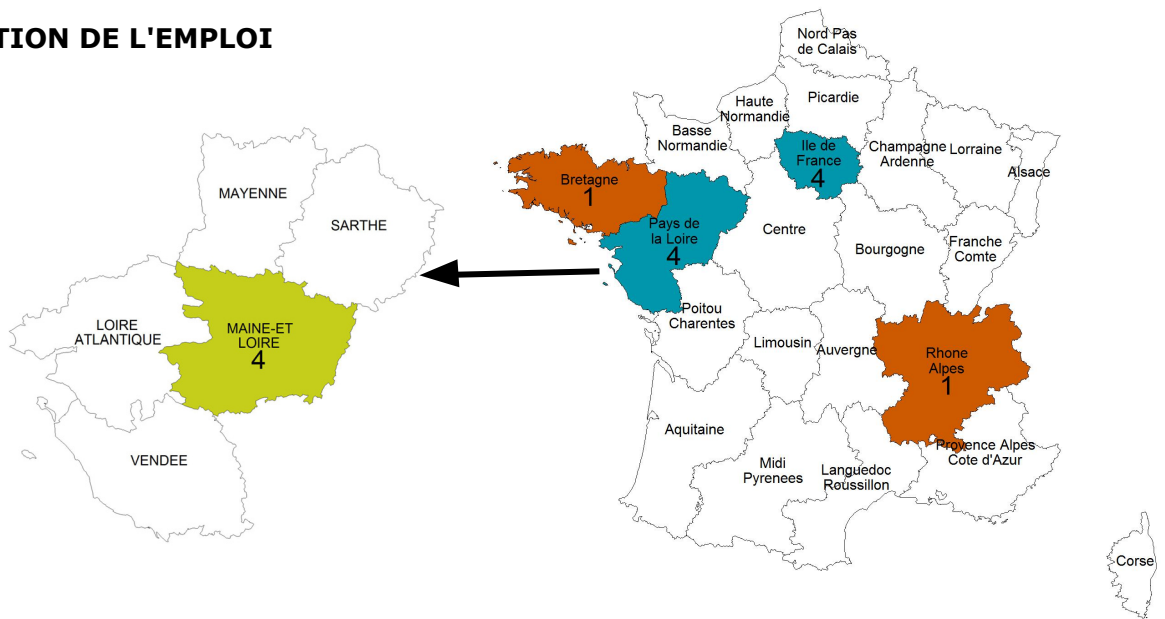 TION DE L'EMPLOI
MAYENNE
SARTHE
LOIRE
ATLANTIQUE
MAINE-ET
LOIRE
4
VENDEE
Nord Pas
de Calais
Picardie
Haute
Normandie
Basse
Normandie
Ile de
France
4
Champagne
Ardenne
Lorraine
Alsace
Bretagne
1
Pays de
la Loire
4
Centre
Bourgogne
Franche
Comte
Poitou
Charentes
Limousin
Auvergne
Rhone
Alpes
1
Aquitaine
Midi
Pyrenees
Languedoc
Roussillon
Provence Alpes
Cote d'Azur
Corse